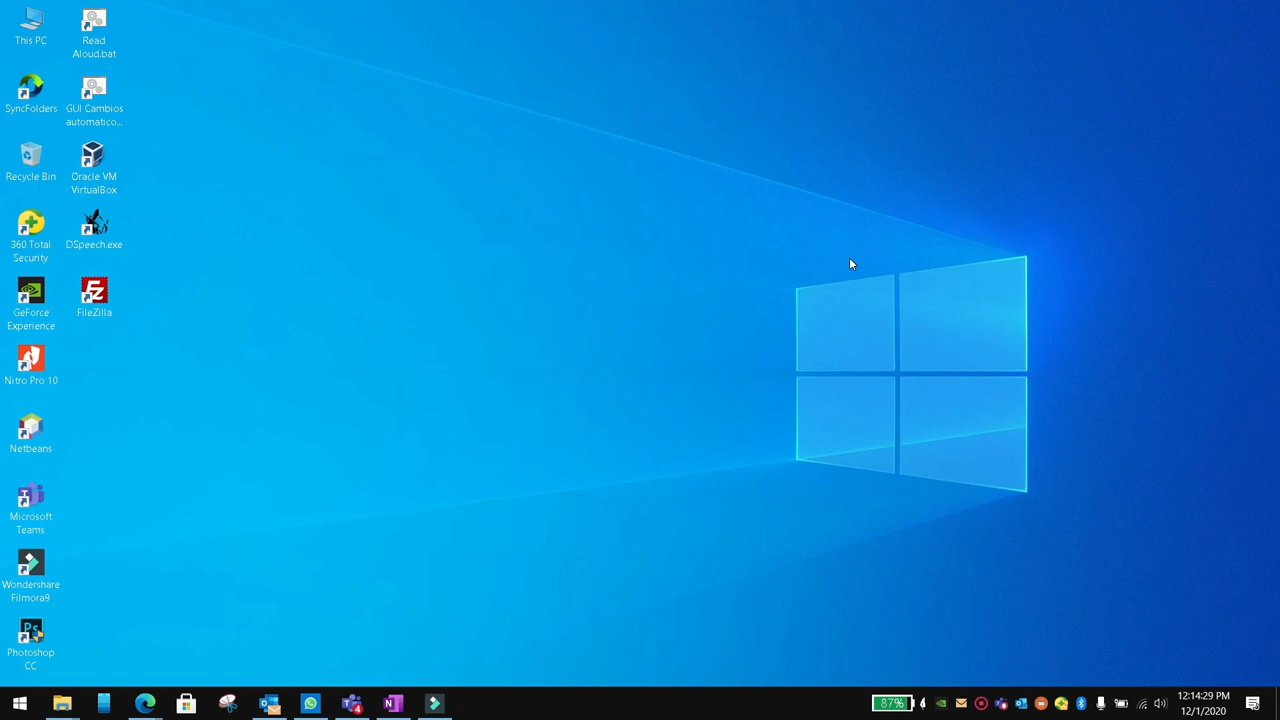 This PC
Read
Aloud.bat
SyncFolders
GUI Cambios
automatico...
Recycle Bin
Oracle VM
VirtualBox
360 Total
Security
DSpeech.exe
GeForce
Experience
FileZilla
Nitro Pro 10
Netbeans
Microsoft
Teams
Wondershare
Filmora9
Ps
Photoshop
CC
4
87%
12:14:29 PM
12/1/2020